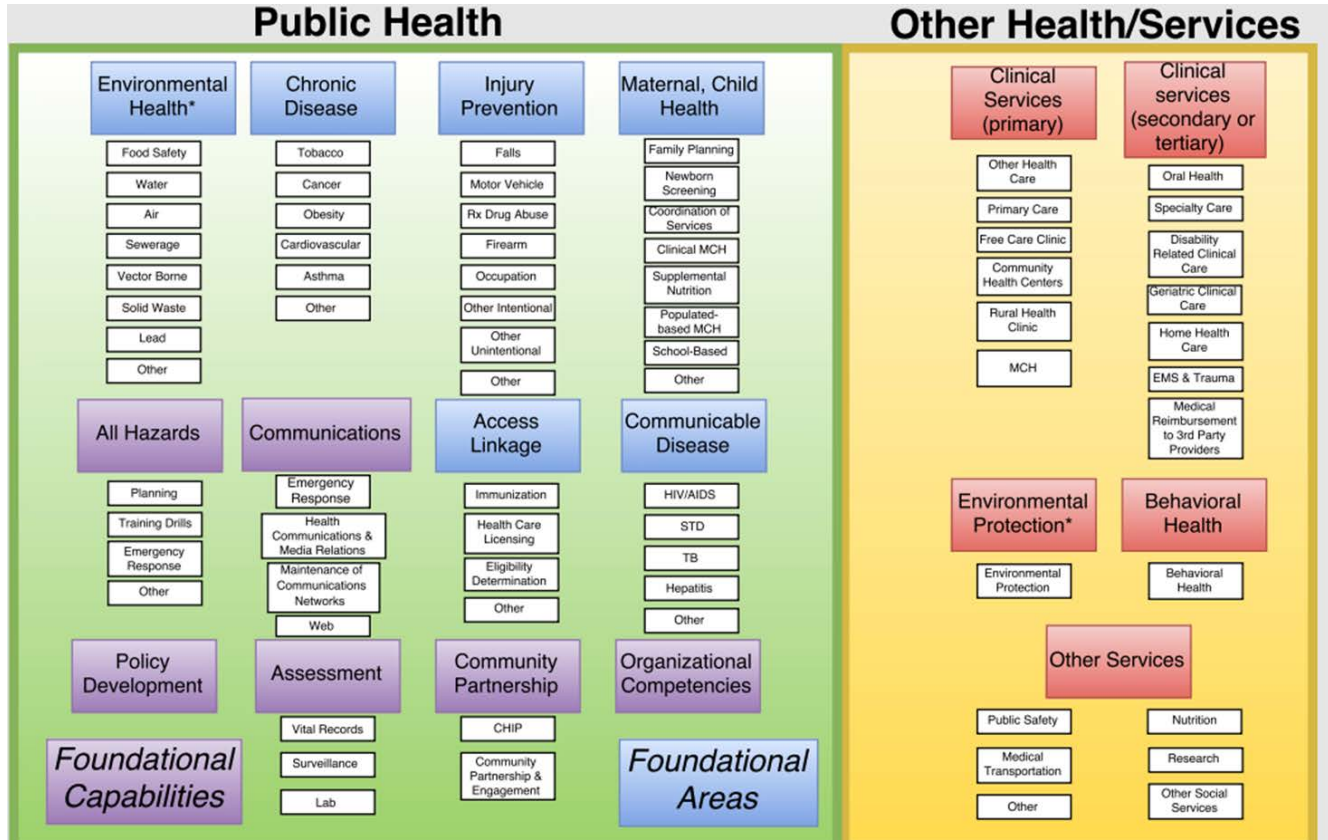 Public Health
Environmental
Health*
Food Safety
Water
Air
Sewerage
Vector Borne
Solid Waste
Lead
Other
Chronic
Disease
Tobacco
Cancer
Obesity
Cardiovascular
Asthma
Other
Injury
Prevention
Falls
Motor Vehicle
Rx Drug Abuse
Firearm
Occupation
Other Intentional
Other
Unintentional
Other
Maternal, Child
Health
Family Planning
Newborn
Screening
Coordination of
Services
Clinical MCH
Supplemental
Nutrition
Populated-
based MCH
School-Based
Other
All Hazards
Planning
Training Drills
Emergency
Response
Other
Communications
Emergency
Response
Health
Communications &
Media Relations
Maintenance of
Communications
Networks
Web
Access
Linkage
Immunization
Health Care
Licensing
Eligibility
Determination
Other
Communicable
Disease
HIV/AIDS
STD
TB
Hepatitis
Other
Policy
Development
Assessment
Vital Records
Surveillance
Lab
Community
Partnership
CHIP
Community
Partnership &
Engagement
Organizational
Competencies
Foundational
Capabilities
Foundational
Areas
Other Health/Services
Clinical
Services
(primary)
Other Health
Care
Primary Care
Free Care Clinic
Community
Health Centers
Rural Health
Clinic
MCH
Clinical
services
(secondary or
tertiary)
Oral Health
Specialty Care
Disability
Related Clinical
Care
Geriatric Clinical
Care
Home Health
Care
EMS & Trauma
Medical
Reimbursement
to 3rd Party
Providers
Environmental
Protection*
Environmental
Protection
Behavioral
Health
Behavioral
Health
Other Services
Public Safety
Medical
Transportation
Other
Nutrition
Research
Other Social
Services